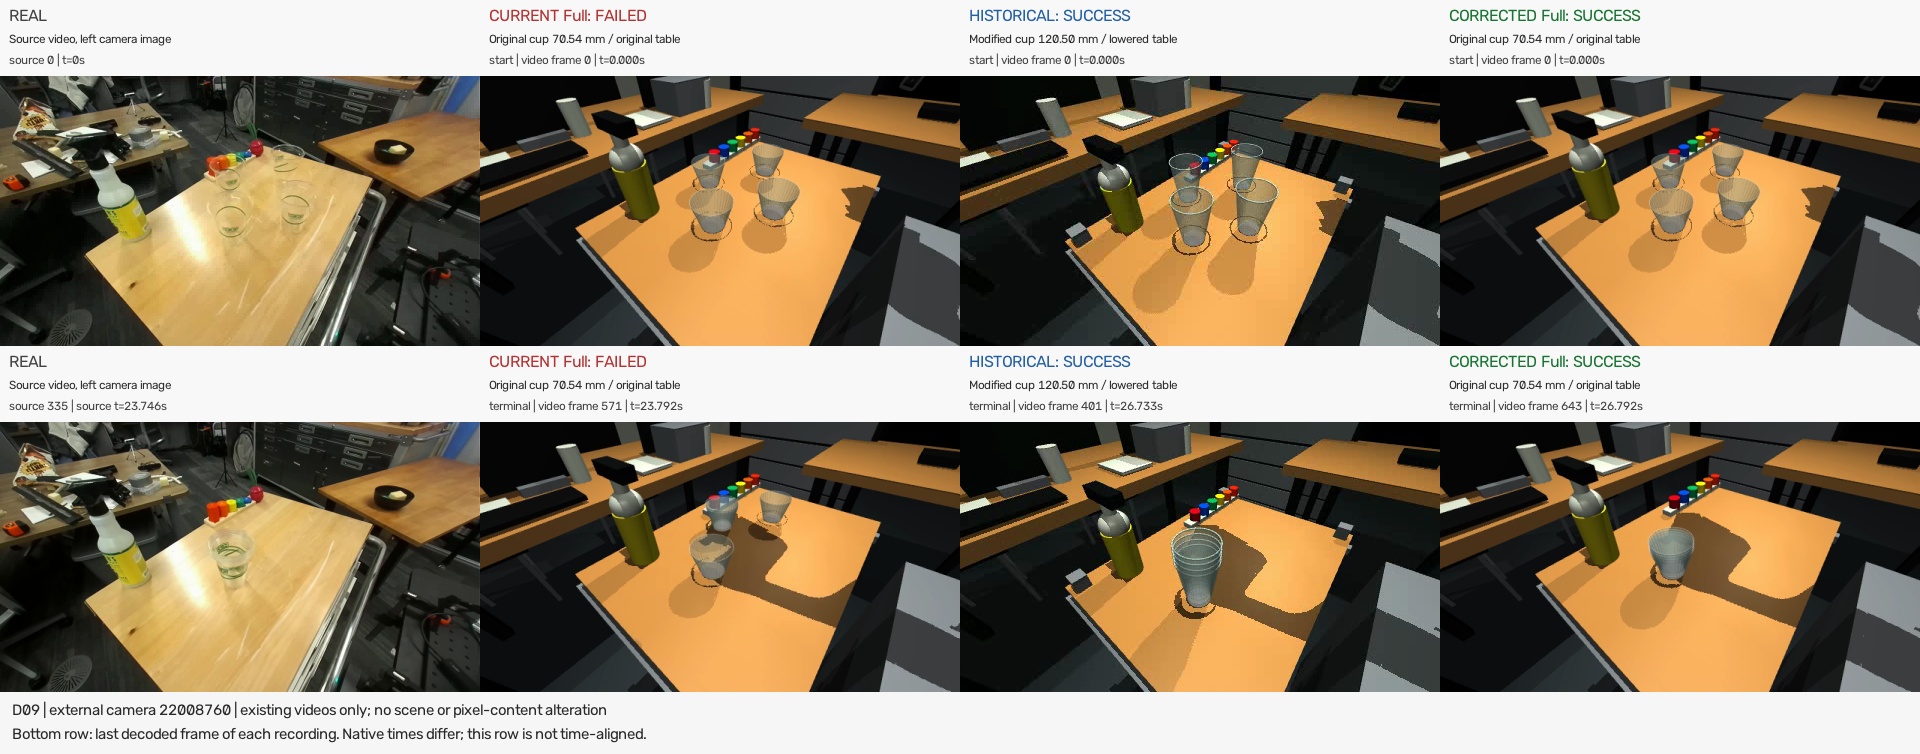 REAL
Source video, left camera image
source 0 | t=0s
CURRENT Full: FAILED
Original cup 70.54 mm / original table
start | video frame 0 | t=0.000s
HISTORICAL: SUCCESS
Modified cup 120.50 mm / lowered table
start | video frame 0 | t=0.000s
CORRECTED Full: SUCCESS
Original cup 70.54 mm / original table
start | video frame 0 | t=0.000s
REAL
Source video, left camera image
source 335 | source t=23.746s
CURRENT Full: FAILED
Original cup 70.54 mm / original table
terminal | video frame 571 | t=23.792s
HISTORICAL: SUCCESS
Modified cup 120.50 mm / lowered table
terminal | video frame 401 | t=26.733s
CORRECTED Full: SUCCESS
Original cup 70.54 mm / original table
terminal | video frame 643 | t=26.792s
D09 | external camera 22008760 | existing videos only; no scene or pixel-content alteration
Bottom row: last decoded frame of each recording. Native times differ; this row is not time-aligned.